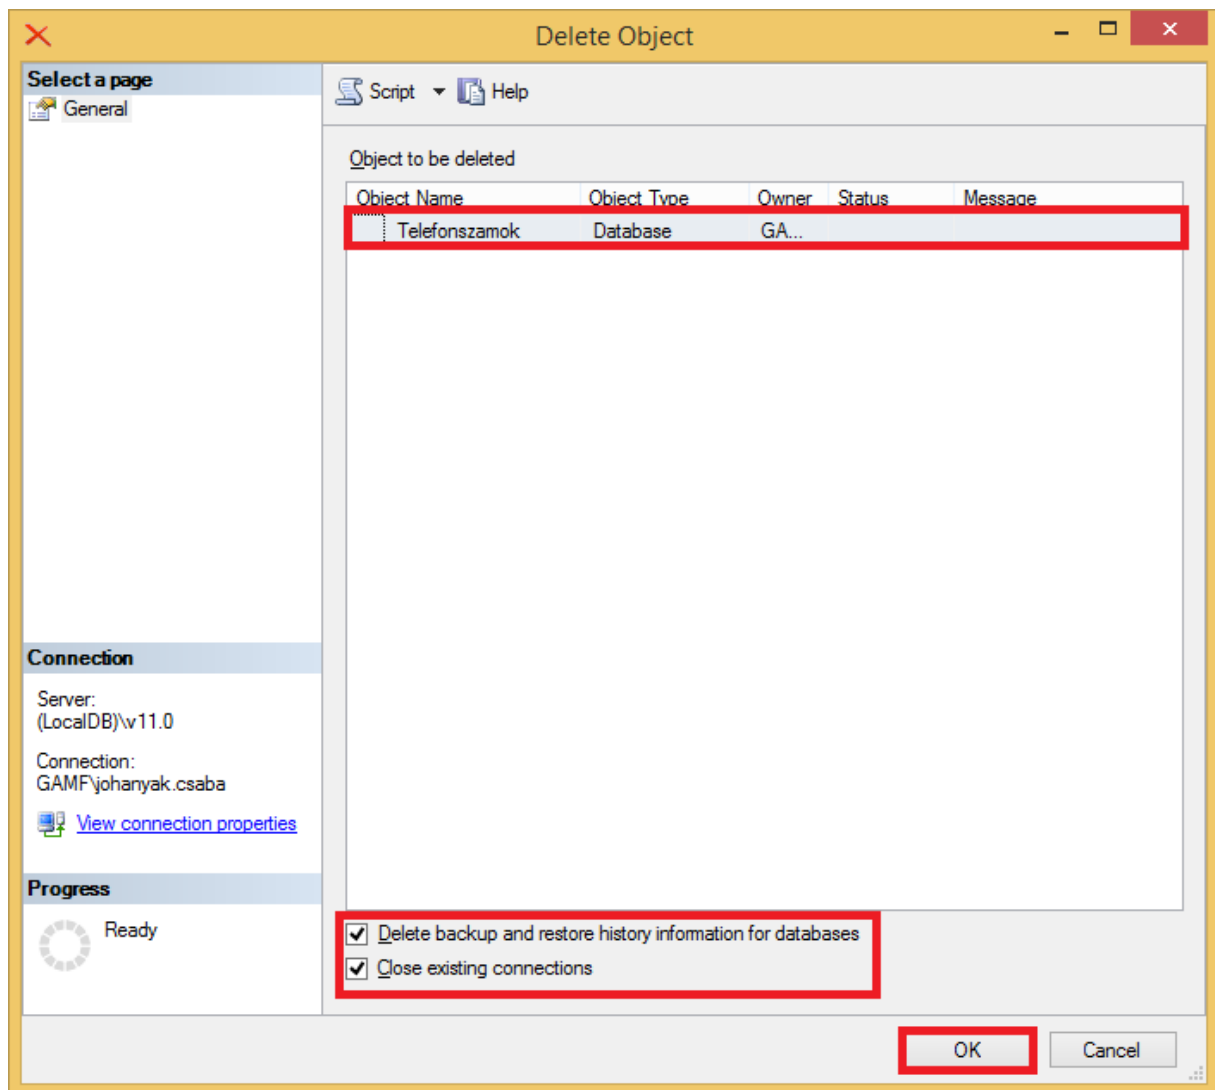 Delete Object
Select a page
General
Script
Help
Object to be deleted
Object Name Object Type Owner Status Message
Telefonszamok Database GA...
Connection
Server:
(LocalDB)\v11.0
Connection:
GAMF\johanyak.csaba
View connection properties
Progress
Ready
Delete backup and restore history information for databases
Close existing connections
OK Cancel